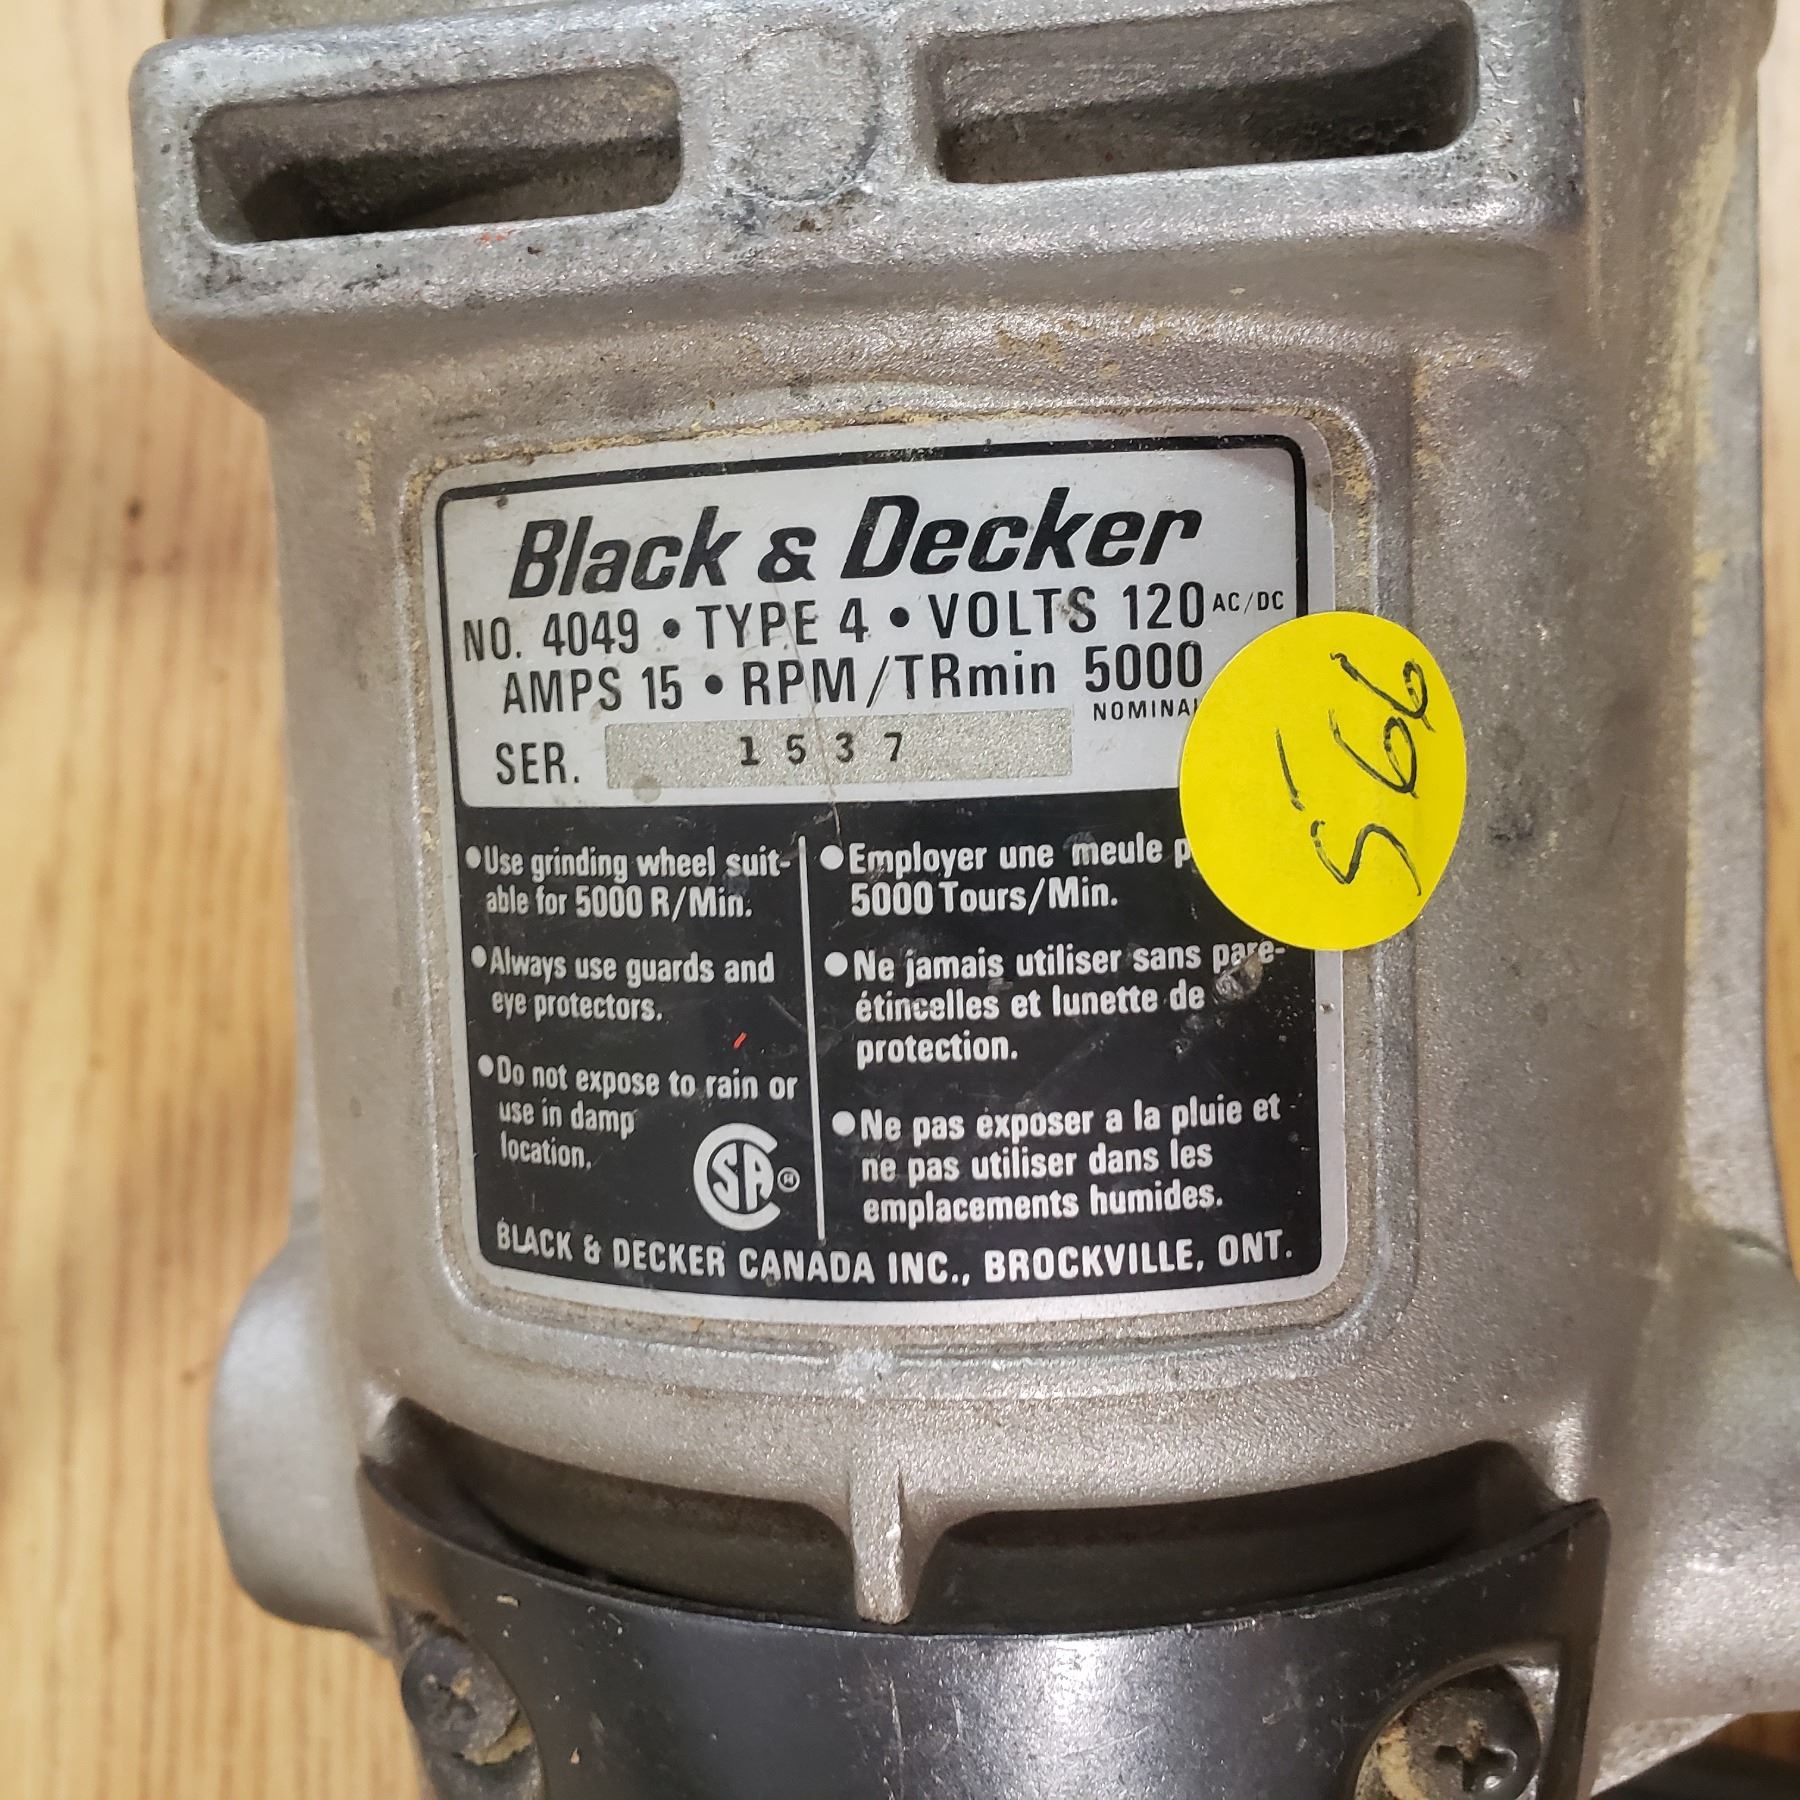 Black & Decker
NO. 4049 • TYPE 4 • VOLTS 120 AC/DC
AMPS 15 • RPM/TRmin 5000
NOMINA
SER. 1537
•Use grinding wheel suit-
able for 5000 R/Min.
•Always use guards and
eye protectors.
•Do not expose to rain or
use in damp
location.
CSA®
•Employer une meule p
5000 Tours/Min.
•Ne jamais utiliser sans pare-
étincelles et lunette de
protection.
•Ne pas exposer a la pluie et
ne pas utiliser dans les
emplacements humides.
BLACK & DECKER CANADA INC., BROCKVILLE, ONT.
566